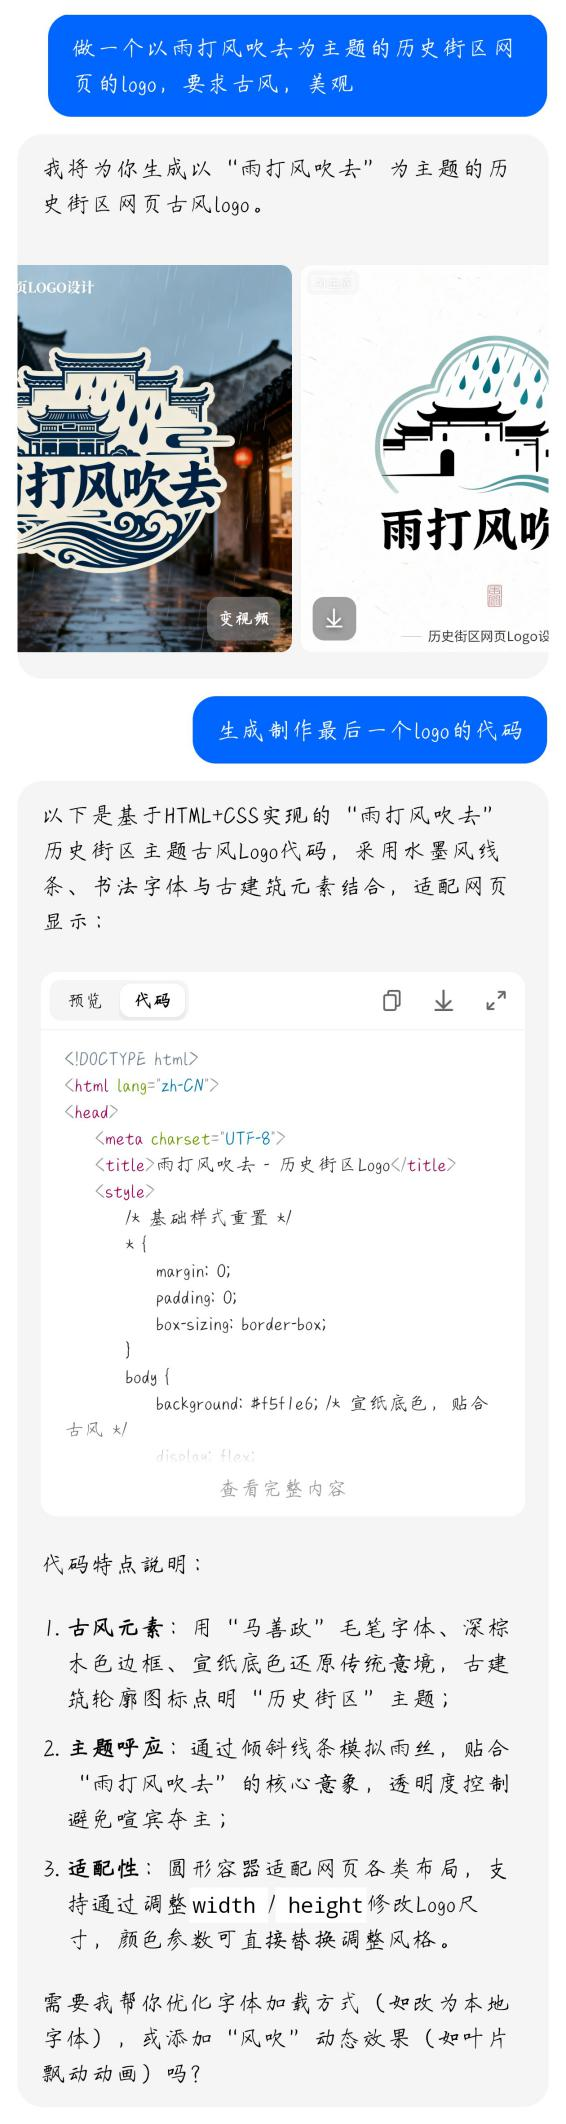 做一个以雨打风吹去为主题的历史街区网
页的logo，要求古风，美观
我将为你生成以“雨打风吹去”为主题的历
史街区网页古风logo。
页LOGO设计
打风吹去
变视频
雨打风吹
历史街区网页Logo设
生成制作最后一个logo的代码
以下是基于HTML+CSS实现的“雨打风吹去”
历史街区主题古风Logo代码，采用水墨风线
条、书法字体与古建筑元素结合，适配网页
显示：
预览 代码
<!DOCTYPE html>
<html lang="zh-CN">
<head>
<meta charset="UTF-8">
<title>雨打风吹去 - 历史街区Logo</title>
<style>
/* 基础样式重置 */
* {
margin: 0;
padding: 0;
box-sizing: border-box;
}
body {
background: #f5f1e6; /* 宣纸底色，贴合
古风 */
display: flex;
查看完整内容
代码特点説明：
1. 古风元素：用“马善政”毛笔字体、深棕
木色边框、宣纸底色还原传统意境，古建
筑轮廓图标点明“历史街区”主题；
2. 主题呼应：通过倾斜线条模拟雨丝，贴合
“雨打风吹去”的核心意象，透明度控制
避免喧宾夺主；
3. 适配性：圆形容器适配网页各类布局，支
持通过调整 width / height 修改Logo尺
寸，颜色参数可直接替换调整风格。
需要我帮你优化字体加载方式（如改为本地
字体），或添加“风吹”动态效果（如叶片
飘动动画）吗？